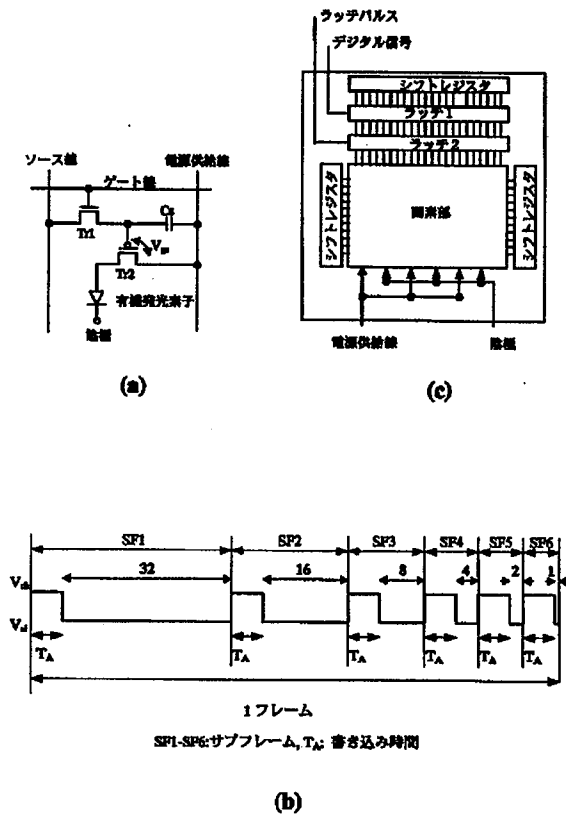 ラッチパルス
デジタル信号
シフトレジスタ
ラッチ1
ラッチ2
シフトレジスタ
画素部
シフトレジスタ
電源供給線
陰極
(c)
ソース線
電源供給線
ゲート線
Tr1
Cs
Tr2
有機発光素子
陰極
(a)
SF1
SF2
SF3
SF4
SF5
SF6
32
16
8
4
2
1
TA
TA
TA
TA
TA
TA
1フレーム
SF1-SF6:サブフレーム, TA: 書き込み時間
(b)